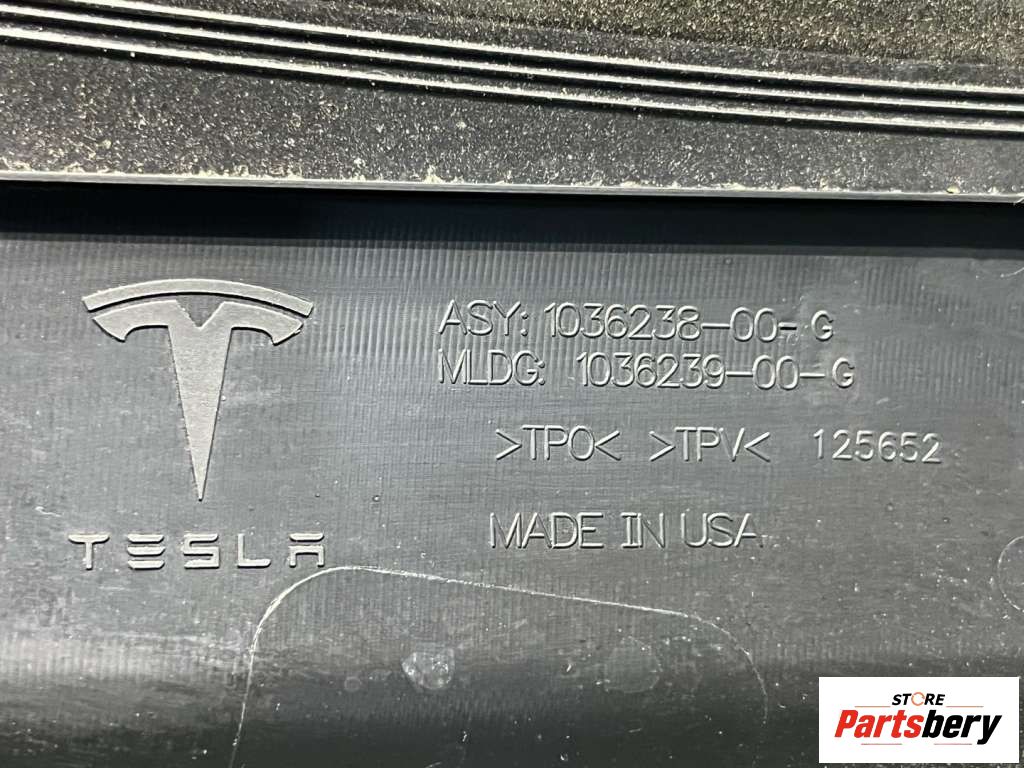 ASY: 1036238-00-G
MLDG: 1036239-00-G
>TPO< >TPV< 125652
MADE IN USA
TESLA
STORE
Partsbery